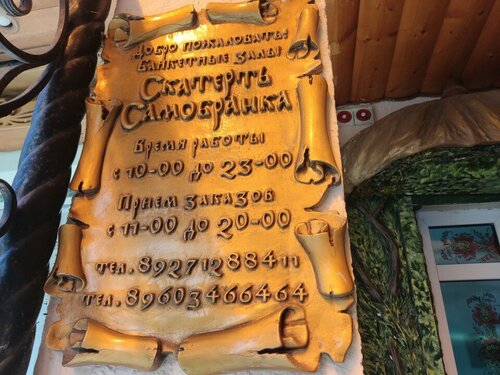 Добро пожаловать!
Банкетные залы
Скатерть
Самобранка
Время работы
с 10-00 до 23-00
Прием заказов
с 11-00 до 20-00
тел. 89271288411
тел. 89603466464